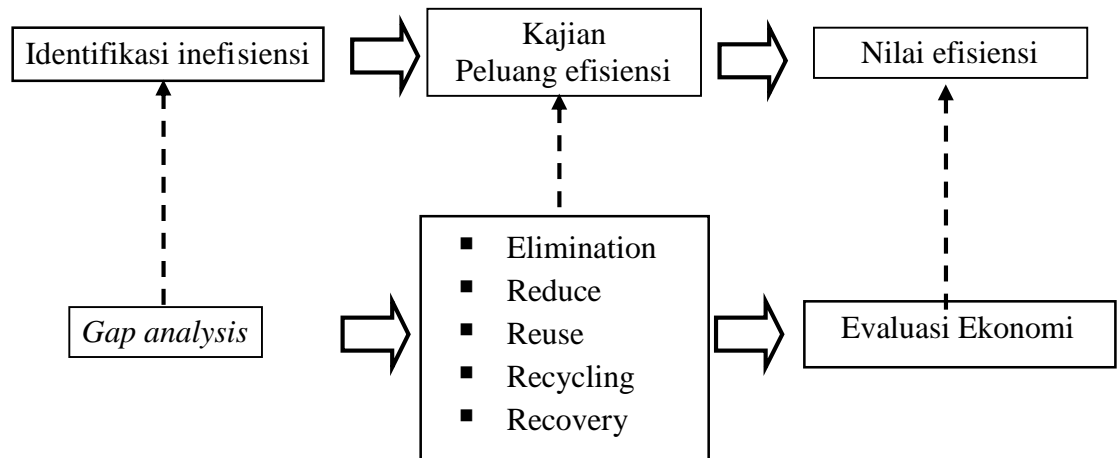 Identifikasi inefisiensi
Kajian
Peluang efisiensi
Nilai efisiensi
Gap analysis
▪ Elimination
▪ Reduce
▪ Reuse
▪ Recycling
▪ Recovery
Evaluasi Ekonomi